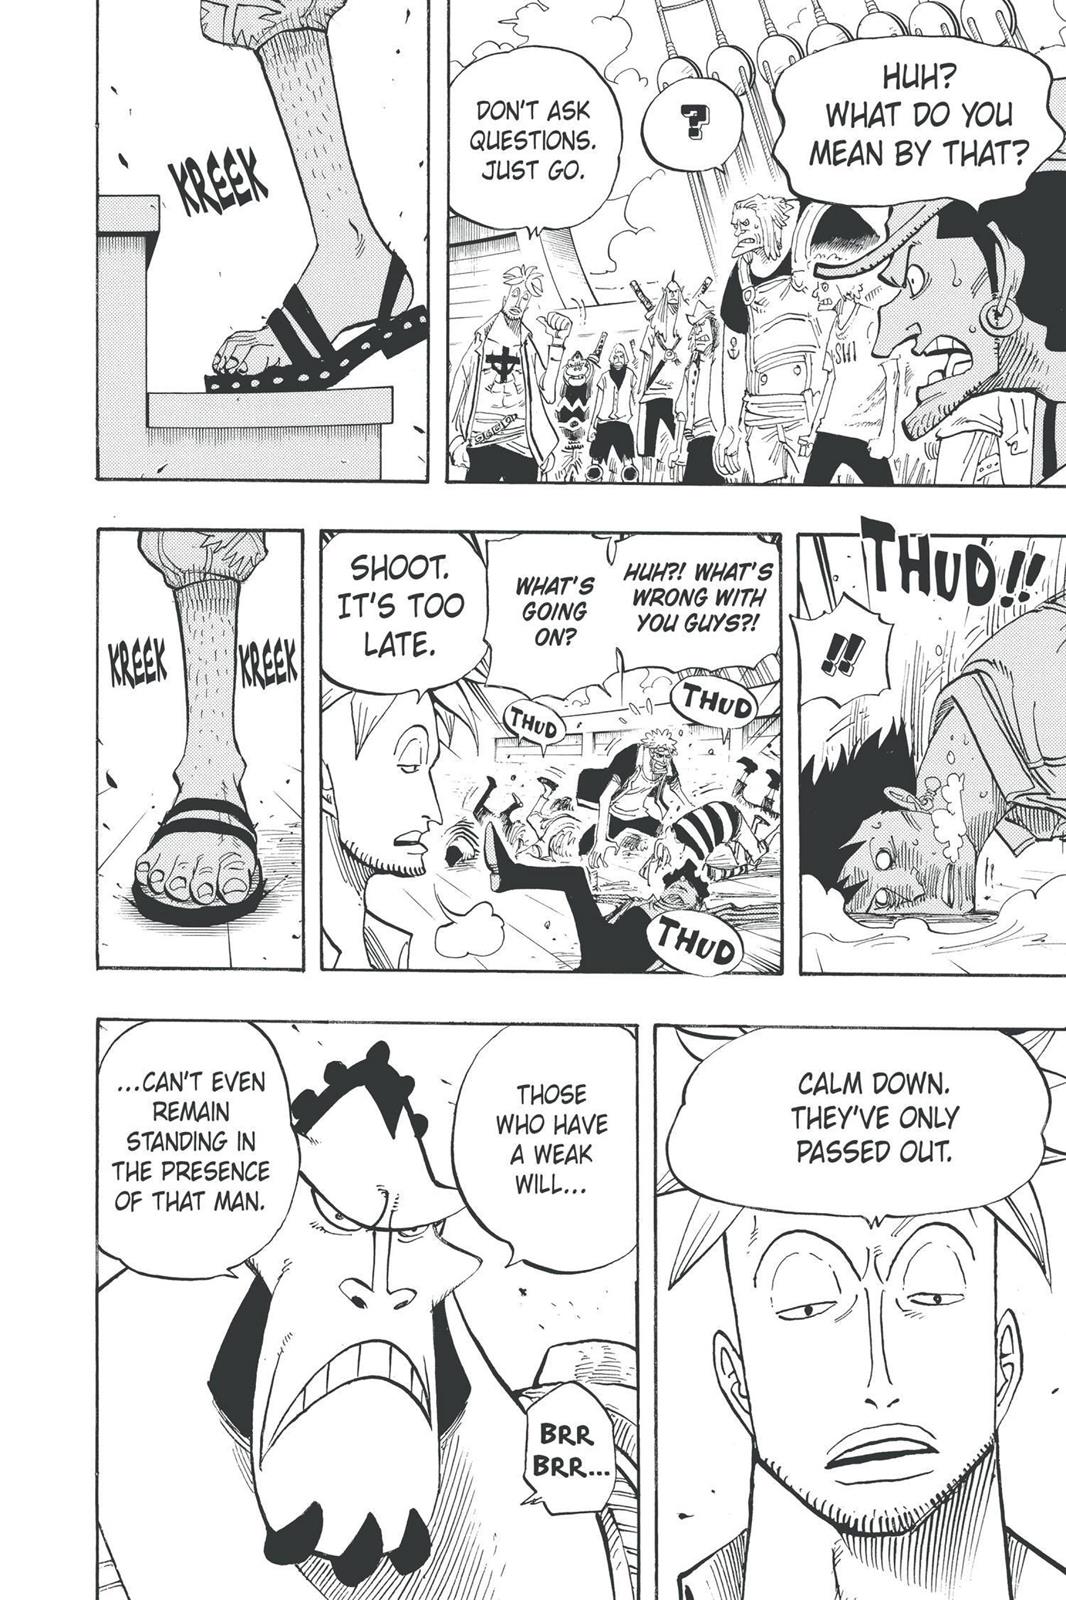 HUH?
WHAT DO YOU
MEAN BY THAT?
?
DON'T ASK
QUESTIONS.
JUST GO.
SHI
KREEK
THUD!!
!!
HUH?! WHAT'S
WRONG WITH
YOU GUYS?!
WHAT'S
GOING
ON?
THUD
THUD
THUD
SHOOT.
IT'S TOO
LATE.
KREEK
KREEK
CALM DOWN.
THEY'VE ONLY
PASSED OUT.
THOSE
WHO HAVE
A WEAK
WILL...
BRR
BRR...
...CAN'T EVEN
REMAIN
STANDING IN
THE PRESENCE
OF THAT MAN.